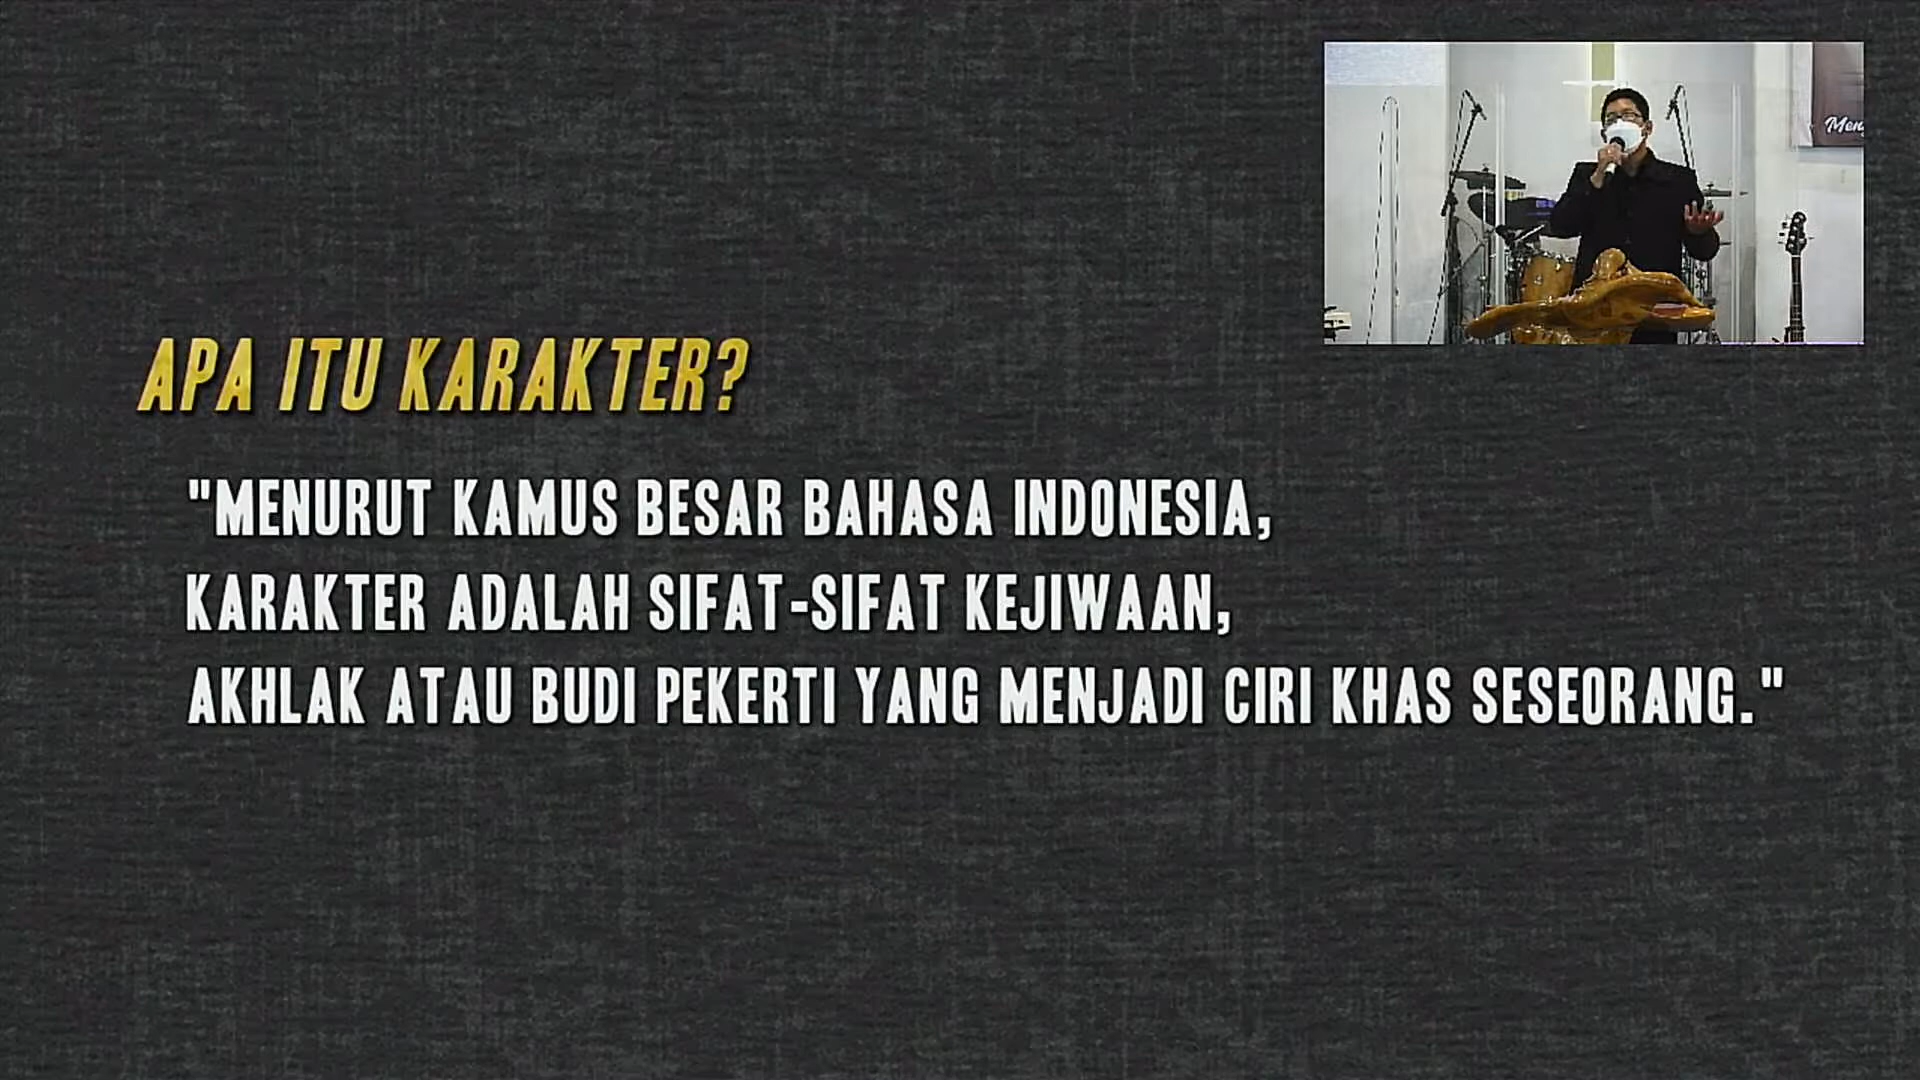 APA ITU KARAKTER?
"MENURUT KAMUS BESAR BAHASA INDONESIA,
KARAKTER ADALAH SIFAT-SIFAT KEJIWAAN,
AKHLAK ATAU BUDI PEKERTI YANG MENJADI CIRI KHAS SESEORANG."